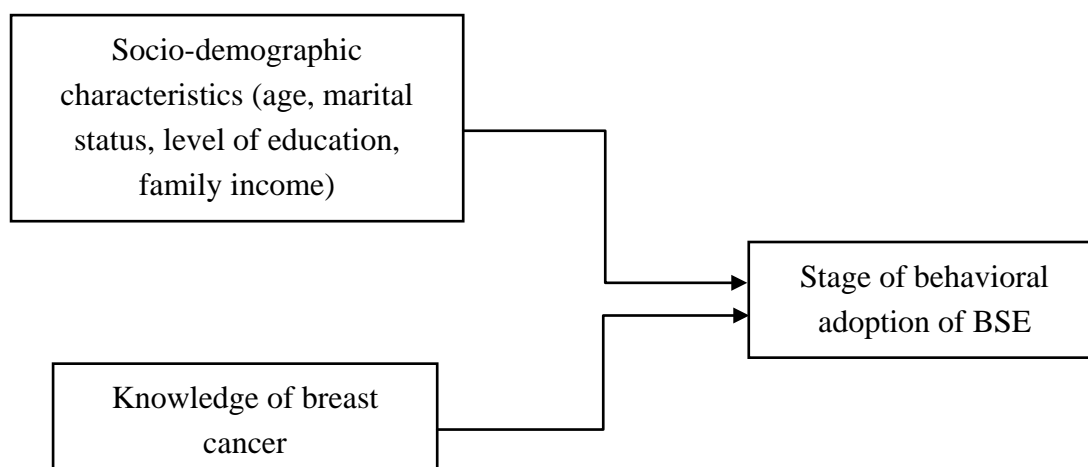 Socio-demographic
characteristics (age, marital
status, level of education,
family income)
Stage of behavioral
adoption of BSE
Knowledge of breast
cancer